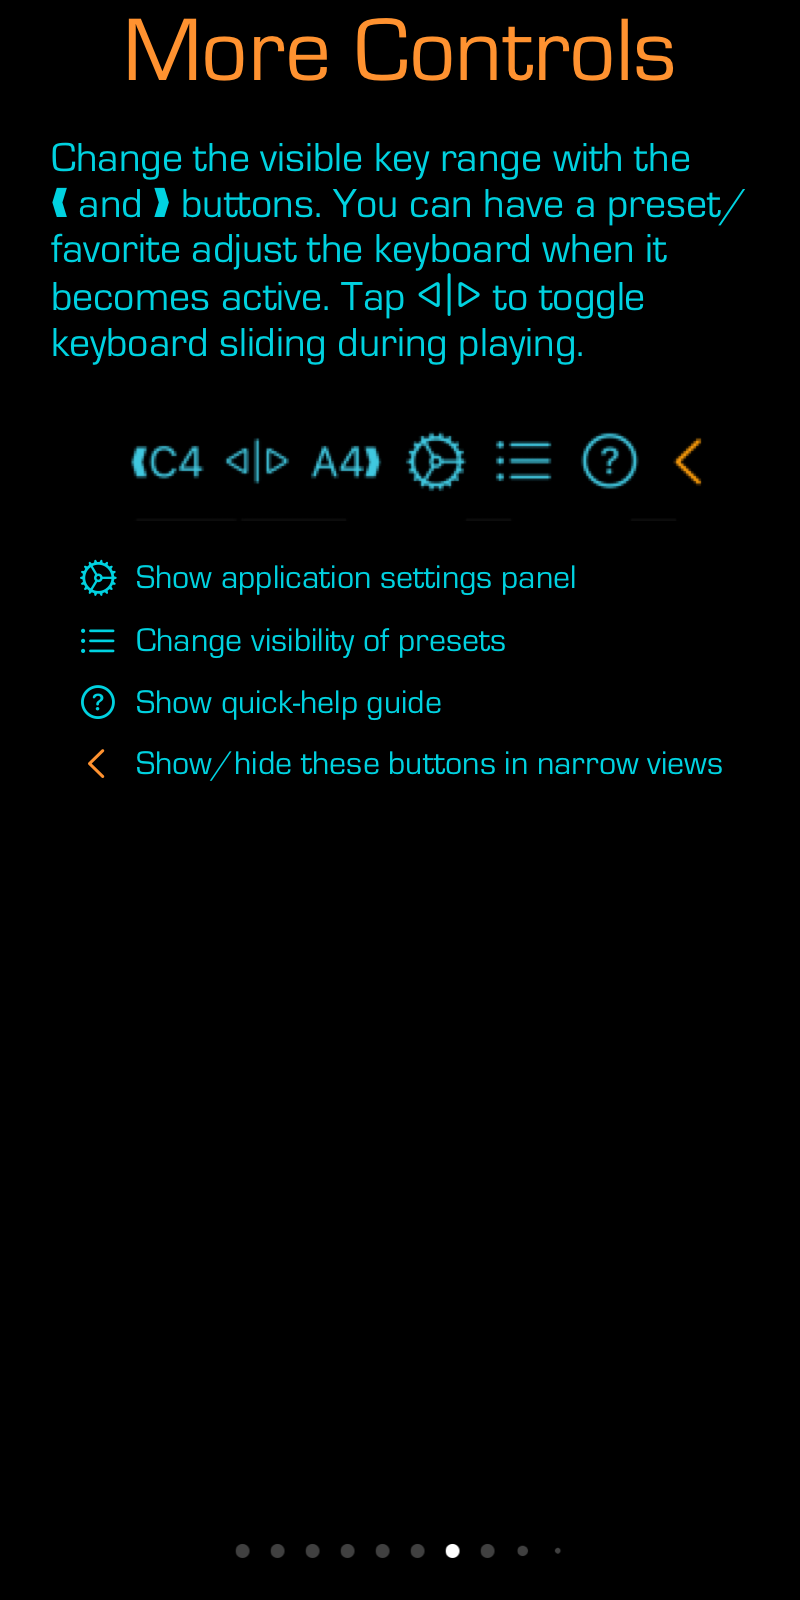 More Controls
Change the visible key range with the
❰ and ❱ buttons. You can have a preset/
favorite adjust the keyboard when it
becomes active. Tap ◁|▷ to toggle
keyboard sliding during playing.
❰C4 ◁|▷ A4❱ ?
Show application settings panel
Change visibility of presets
? Show quick-help guide
Show/hide these buttons in narrow views